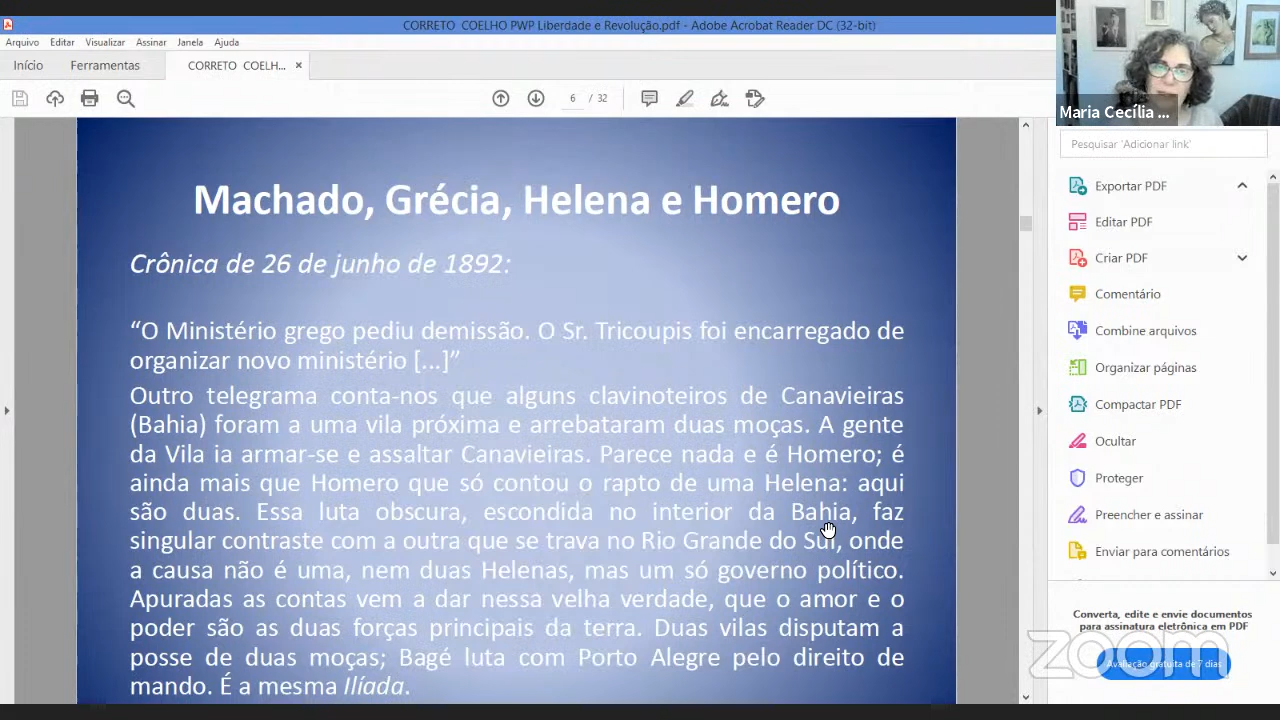 CORRETO  COELHO PWP Liberdade e Revolução.pdf - Adobe Acrobat Reader DC (32-bit)
Arquivo Editar Visualizar Assinar Janela Ajuda
Início Ferramentas CORRETO  COELH... ×
6 / 32
Maria Cecília ...
Machado, Grécia, Helena e Homero
Crônica de 26 de junho de 1892:
“O Ministério grego pediu demissão. O Sr. Tricoupis foi encarregado de
organizar novo ministério [...]”
Outro telegrama conta-nos que alguns clavinoteiros de Canavieiras
(Bahia) foram a uma vila próxima e arrebataram duas moças. A gente
da Vila ia armar-se e assaltar Canavieiras. Parece nada e é Homero; é
ainda mais que Homero que só contou o rapto de uma Helena: aqui
são duas. Essa luta obscura, escondida no interior da Bahia, faz
singular contraste com a outra que se trava no Rio Grande do Sul, onde
a causa não é uma, nem duas Helenas, mas um só governo político.
Apuradas as contas vem a dar nessa velha verdade, que o amor e o
poder são as duas forças principais da terra. Duas vilas disputam a
posse de duas moças; Bagé luta com Porto Alegre pelo direito de
mando. É a mesma Ilíada.
Pesquisar 'Adicionar link'
Exportar PDF
Editar PDF
Criar PDF
Comentário
Combine arquivos
Organizar páginas
Compactar PDF
Ocultar
Proteger
Preencher e assinar
Enviar para comentários
Converta, edite e envie documentos
para assinatura eletrônica em PDF
Avaliação gratuita de 7 dias
zoom